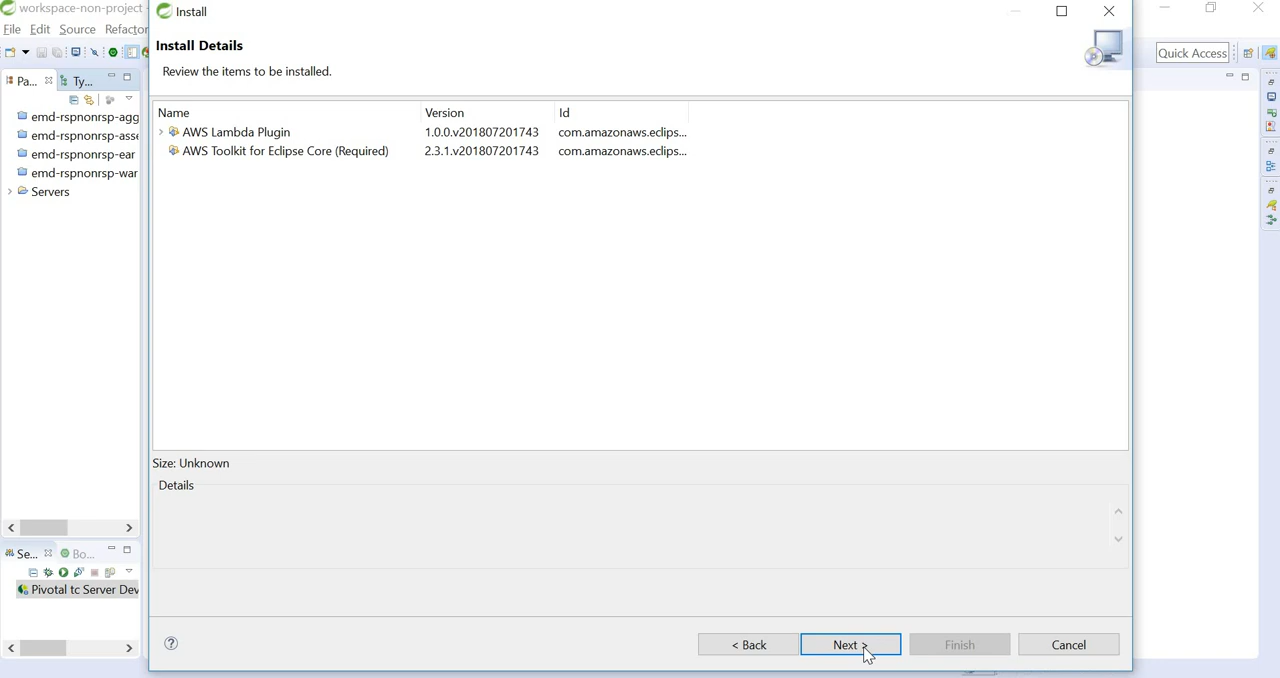 workspace-non-project -
File Edit Source Refactor
Quick Access
Pa... Ty...
emd-rspnonrsp-agg
emd-rspnonrsp-asse
emd-rspnonrsp-ear
emd-rspnonrsp-war
Servers
Se... Bo...
Pivotal tc Server Dev
Install
Install Details
Review the items to be installed.
Name Version Id
AWS Lambda Plugin 1.0.0.v201807201743 com.amazonaws.eclips...
AWS Toolkit for Eclipse Core (Required) 2.3.1.v201807201743 com.amazonaws.eclips...
Size: Unknown
Details
? < Back Next > Finish Cancel